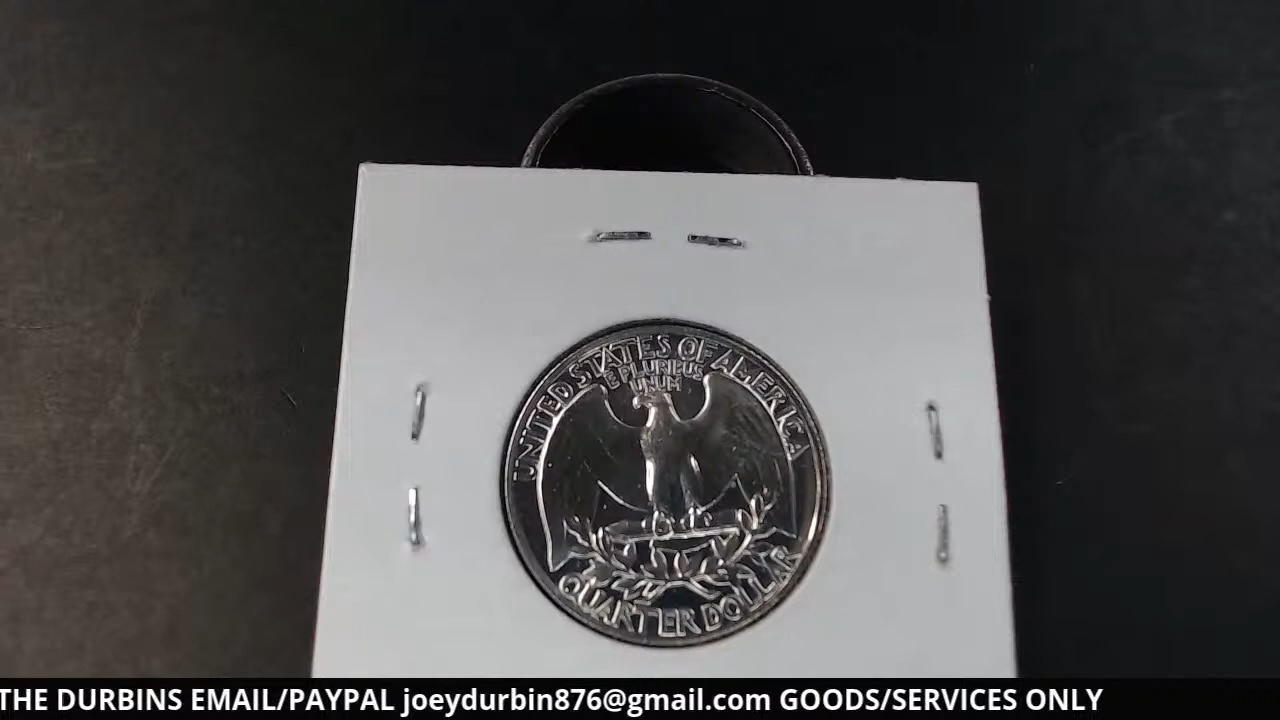 UNITED STATES OF AMERICA
E PLURIBUS
UNUM
QUARTER DOLLAR
THE DURBINS EMAIL/PAYPAL joeydurbin876@gmail.com GOODS/SERVICES ONLY